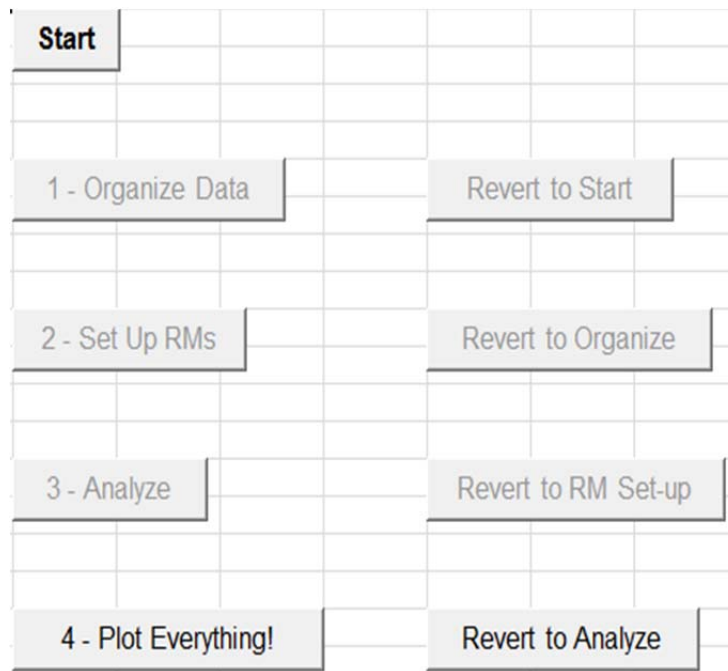 Start
1 - Organize Data
Revert to Start
2 - Set Up RMs
Revert to Organize
3 - Analyze
Revert to RM Set-up
4 - Plot Everything!
Revert to Analyze